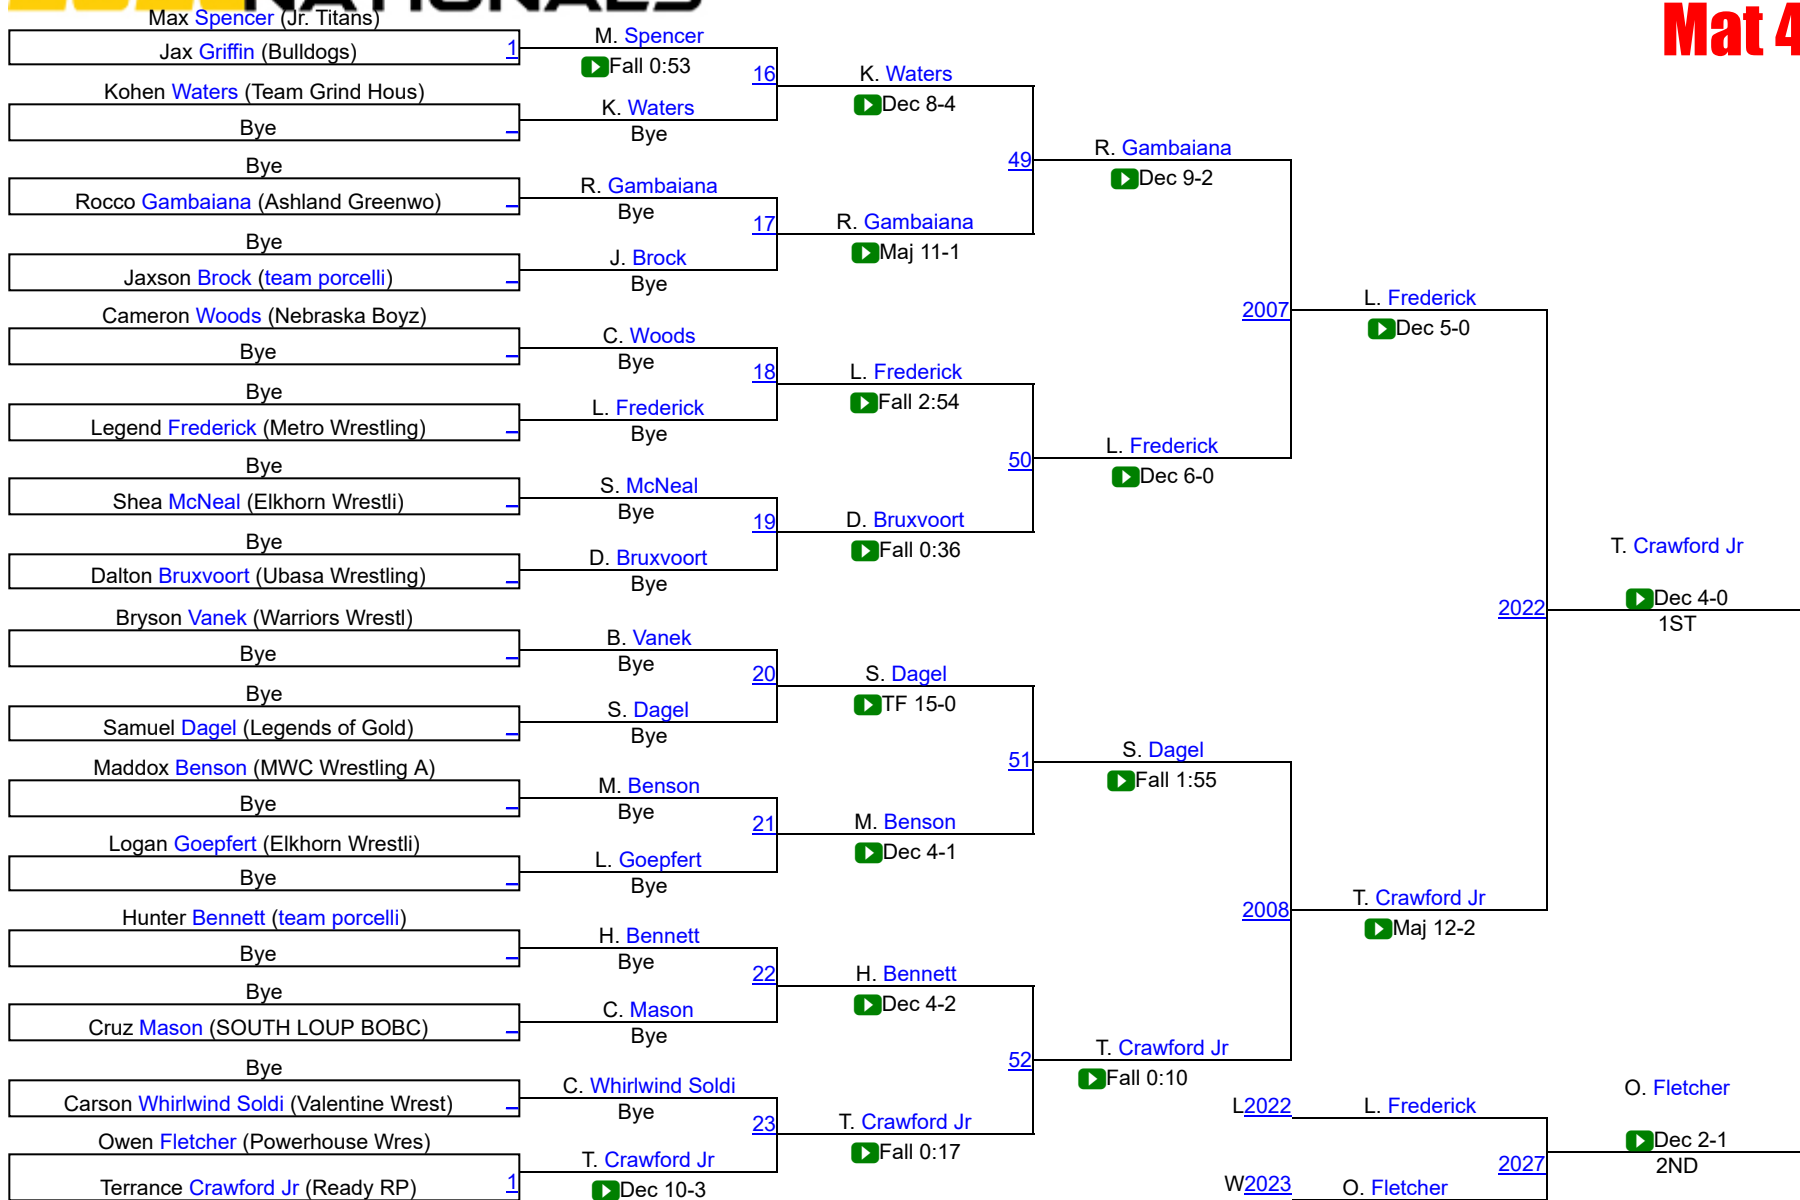 NATIONALS
Mat 4
Max Spencer (Jr. Titans)
Jax Griffin (Bulldogs) 1
Kohen Waters (Team Grind Hous)
Bye
Bye
Rocco Gambaiana (Ashland Greenwo)
Bye
Jaxson Brock (team porcelli)
Cameron Woods (Nebraska Boyz)
Bye
Bye
Legend Frederick (Metro Wrestling)
Bye
Shea McNeal (Elkhorn Wrestli)
Bye
Dalton Bruxvoort (Ubasa Wrestling)
Bryson Vanek (Warriors Wrestl)
Bye
Bye
Samuel Dagel (Legends of Gold)
Maddox Benson (MWC Wrestling A)
Bye
Logan Goepfert (Elkhorn Wrestli)
Bye
Hunter Bennett (team porcelli)
Bye
Bye
Cruz Mason (SOUTH LOUP BOBC)
Bye
Carson Whirlwind Soldi (Valentine Wrest)
Owen Fletcher (Powerhouse Wres)
Terrance Crawford Jr (Ready RP) 1
M. Spencer
Fall 0:53
16
K. Waters
Bye
R. Gambaiana
Bye
17
J. Brock
Bye
C. Woods
Bye
18
L. Frederick
Bye
S. McNeal
Bye
19
D. Bruxvoort
Bye
B. Vanek
Bye
20
S. Dagel
Bye
M. Benson
Bye
21
L. Goepfert
Bye
H. Bennett
Bye
22
C. Mason
Bye
C. Whirlwind Soldi
Bye
23
T. Crawford Jr
Dec 10-3
K. Waters
Dec 8-4
49
R. Gambaiana
Maj 11-1
L. Frederick
Fall 2:54
50
D. Bruxvoort
Fall 0:36
S. Dagel
TF 15-0
51
M. Benson
Dec 4-1
H. Bennett
Dec 4-2
52
T. Crawford Jr
Fall 0:17
R. Gambaiana
Dec 9-2
2007
L. Frederick
Dec 6-0
S. Dagel
Fall 1:55
2008
T. Crawford Jr
Fall 0:10
L. Frederick
Dec 5-0
2022
T. Crawford Jr
Maj 12-2
T. Crawford Jr
Dec 4-0
1ST
L2022 L. Frederick
2027
W2023 O. Fletcher
O. Fletcher
Dec 2-1
2ND